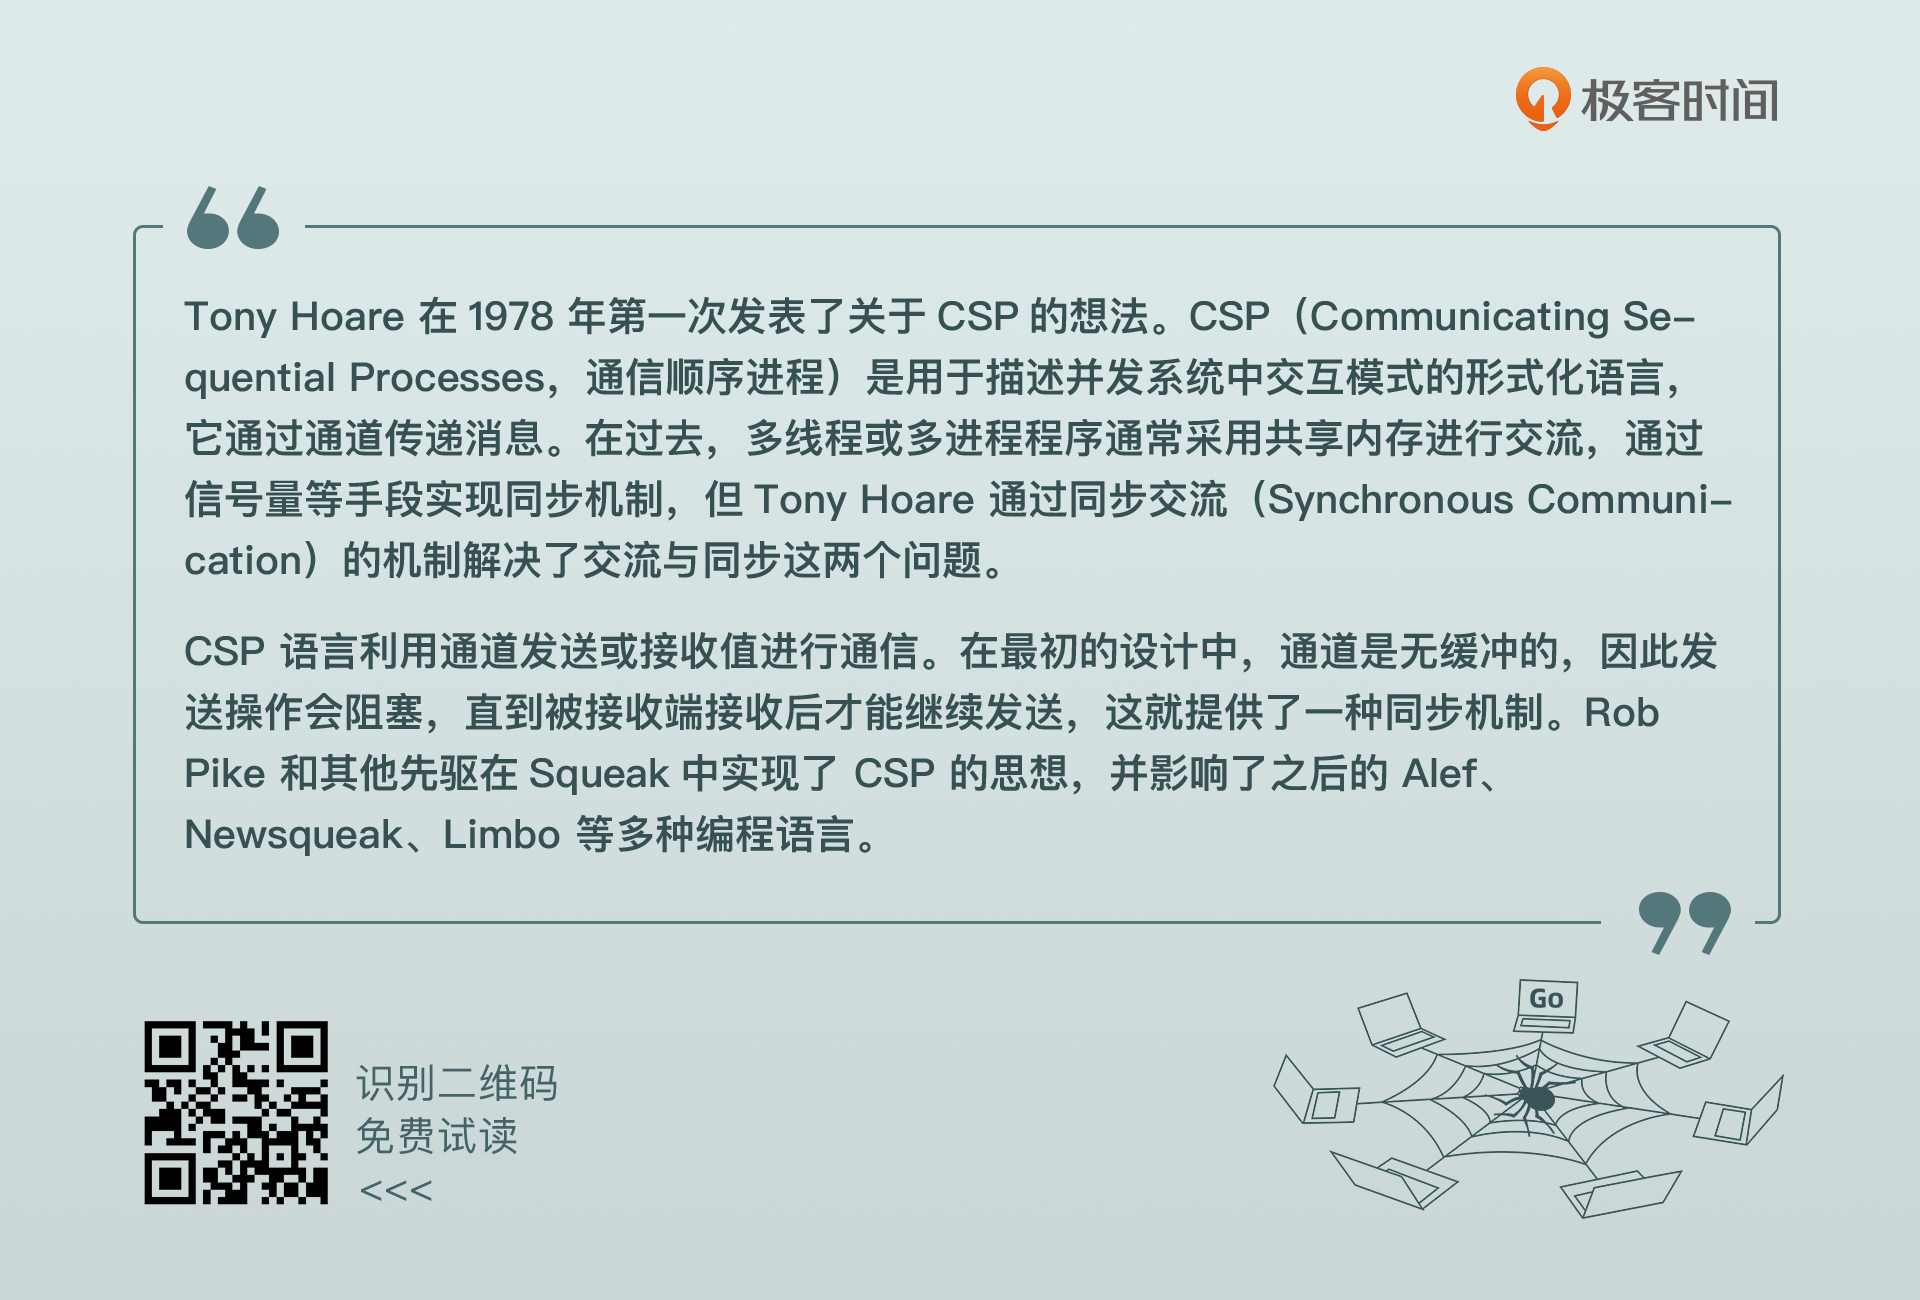 极客时间
Tony Hoare 在 1978 年第一次发表了关于 CSP 的想法。CSP（Communicating Se-
quential Processes，通信顺序进程）是用于描述并发系统中交互模式的形式化语言，
它通过通道传递消息。在过去，多线程或多进程程序通常采用共享内存进行交流，通过
信号量等手段实现同步机制，但 Tony Hoare 通过同步交流（Synchronous Communi-
cation）的机制解决了交流与同步这两个问题。
CSP 语言利用通道发送或接收值进行通信。在最初的设计中，通道是无缓冲的，因此发
送操作会阻塞，直到被接收端接收后才能继续发送，这就提供了一种同步机制。Rob
Pike 和其他先驱在 Squeak 中实现了 CSP 的思想，并影响了之后的 Alef、
Newsqueak、Limbo 等多种编程语言。
Go
识别二维码
免费试读
<<<